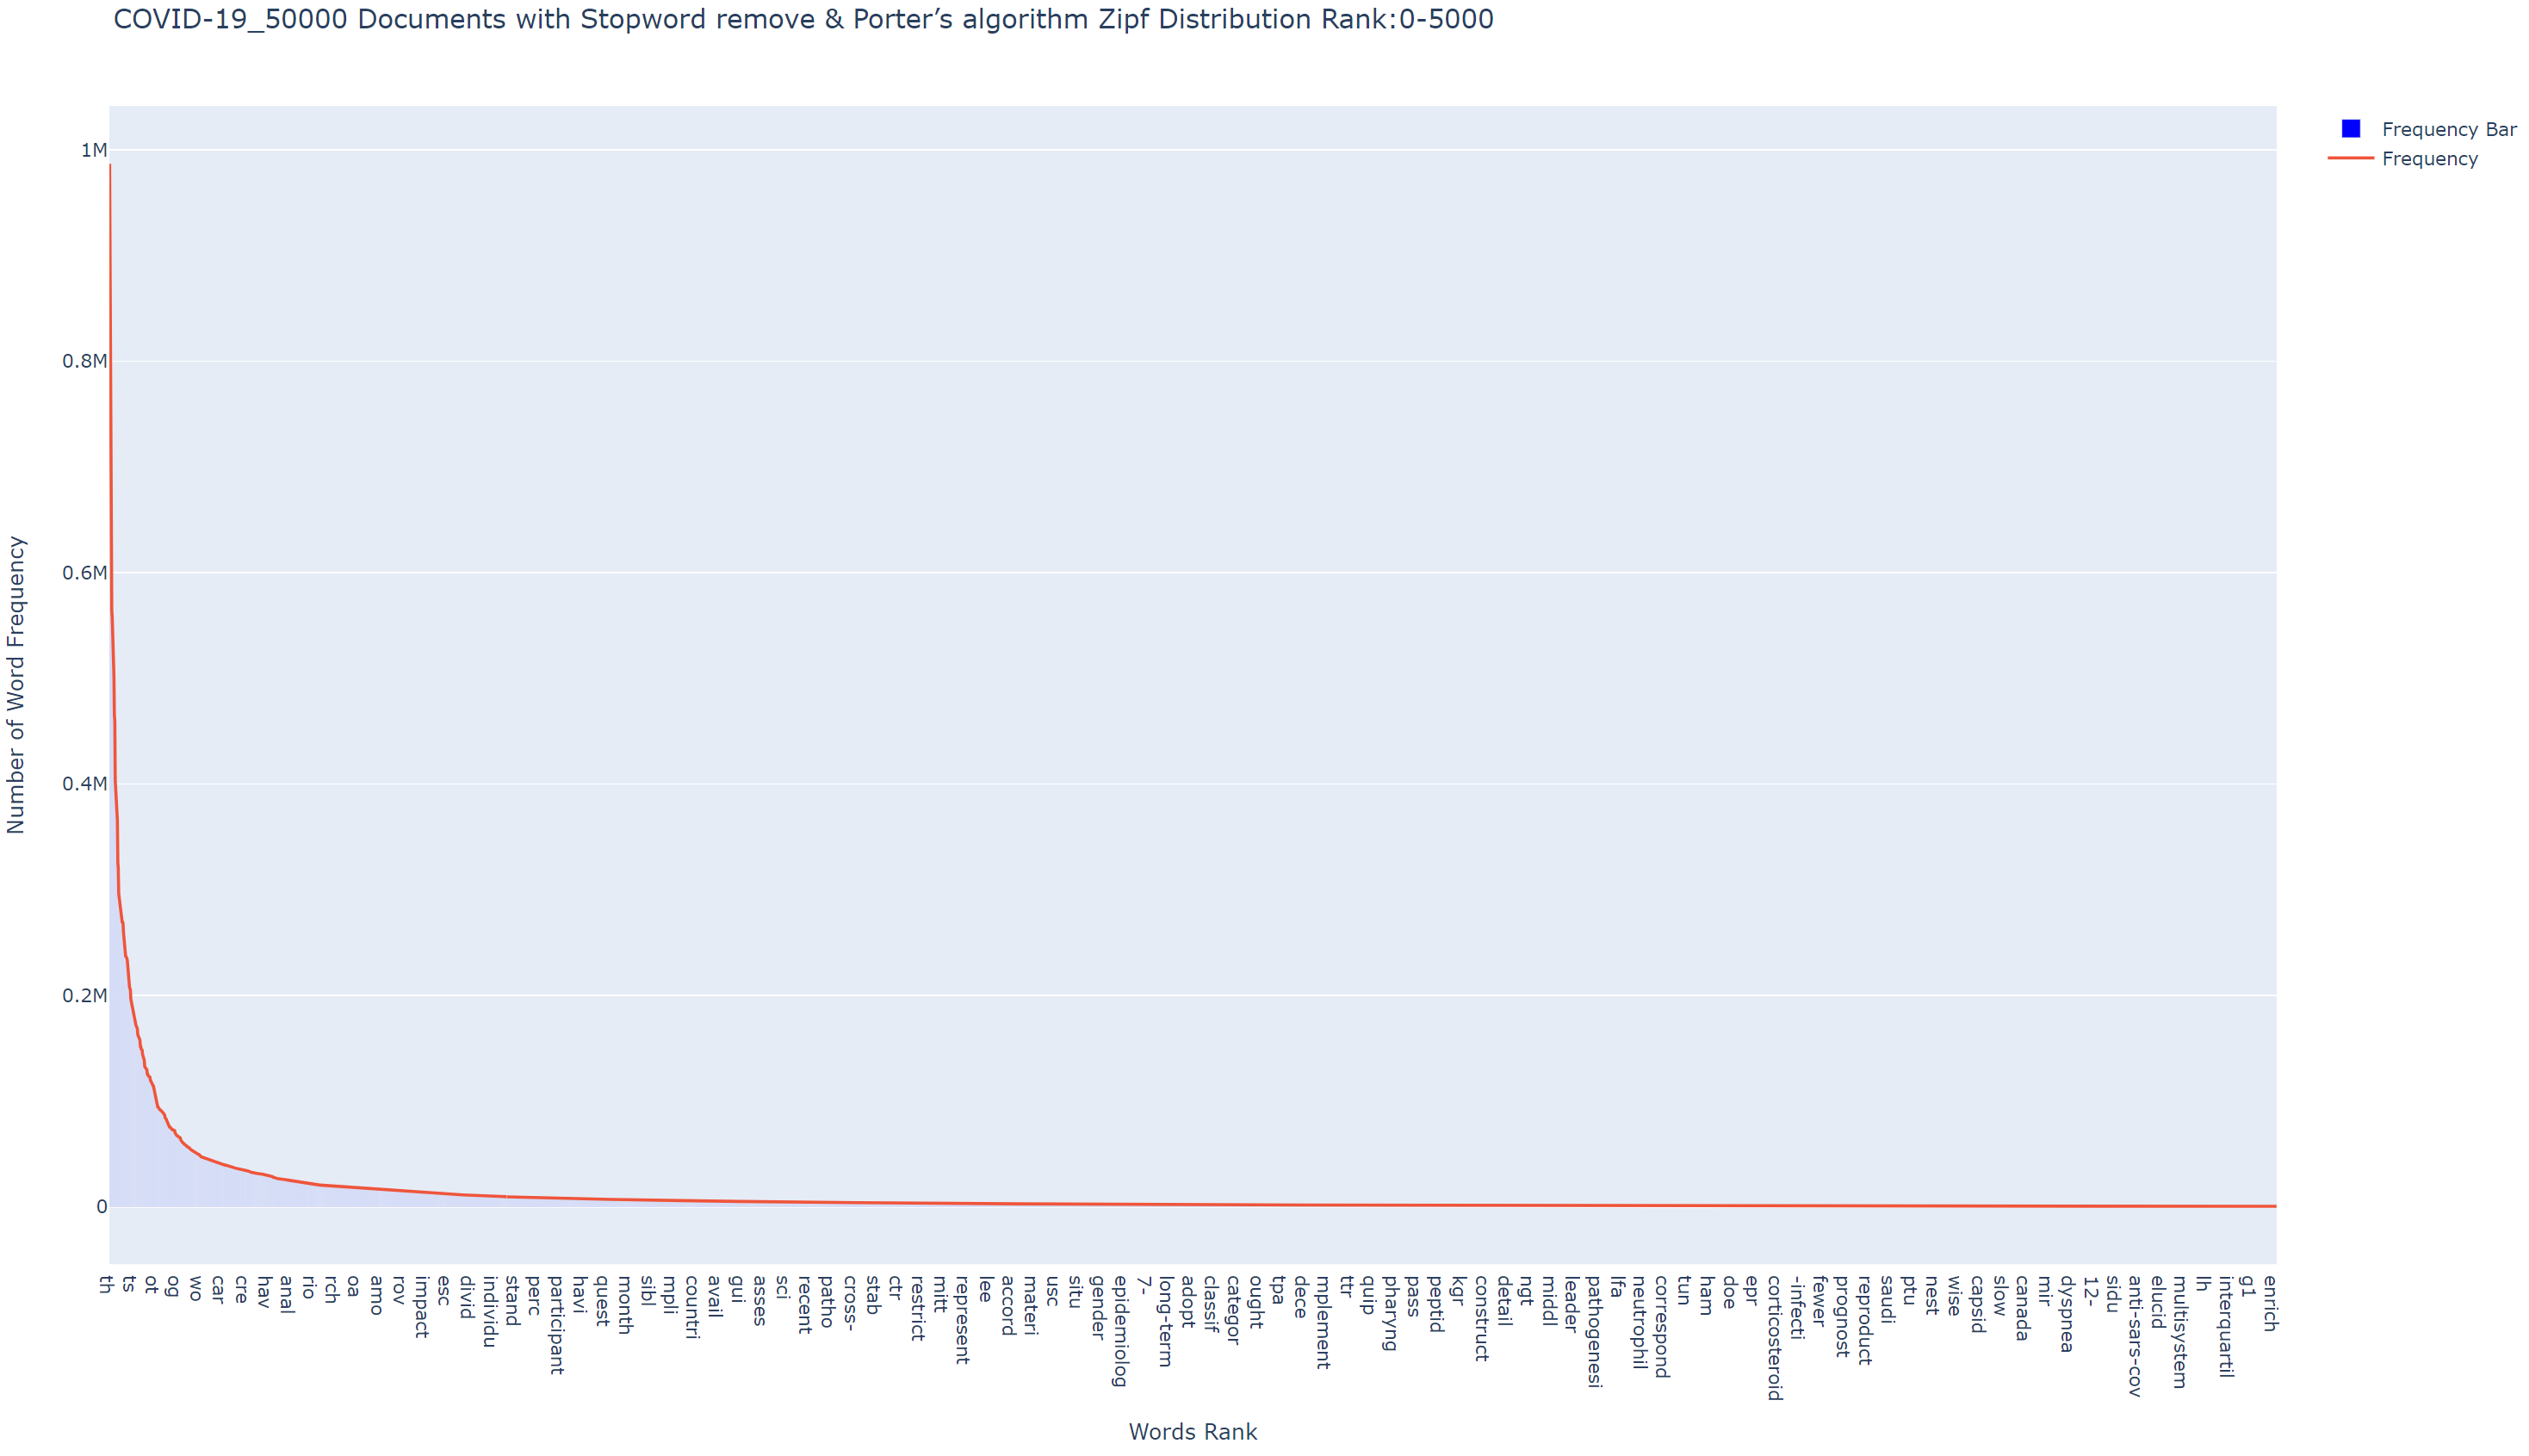 COVID-19_50000 Documents with Stopword remove & Porter’s algorithm Zipf Distribution Rank:0-5000
Frequency Bar
Frequency
Number of Word Frequency
1M
0.8M
0.6M
0.4M
0.2M
0
th
ts
ot
og
wo
car
cre
hav
anal
rio
rch
oa
amo
rov
impact
esc
divid
individu
stand
perc
participant
havi
quest
month
sibl
mpli
countri
avail
gui
asses
sci
recent
patho
cross-
stab
ctr
restrict
mitt
represent
lee
accord
materi
usc
situ
gender
epidemiolog
7-
long-term
adopt
classif
categor
ought
tpa
dece
mplement
ttr
quip
pharyng
pass
peptid
kgr
construct
detail
ngt
middl
leader
pathogenesi
lfa
neutrophil
correspond
tun
ham
doe
epr
corticosteroid
-infecti
fewer
prognost
reproduct
saudi
ptu
nest
wise
capsid
slow
canada
mir
dyspnea
12-
sidu
anti-sars-cov
elucid
multisystem
lh
interquartil
g1
enrich
Words Rank